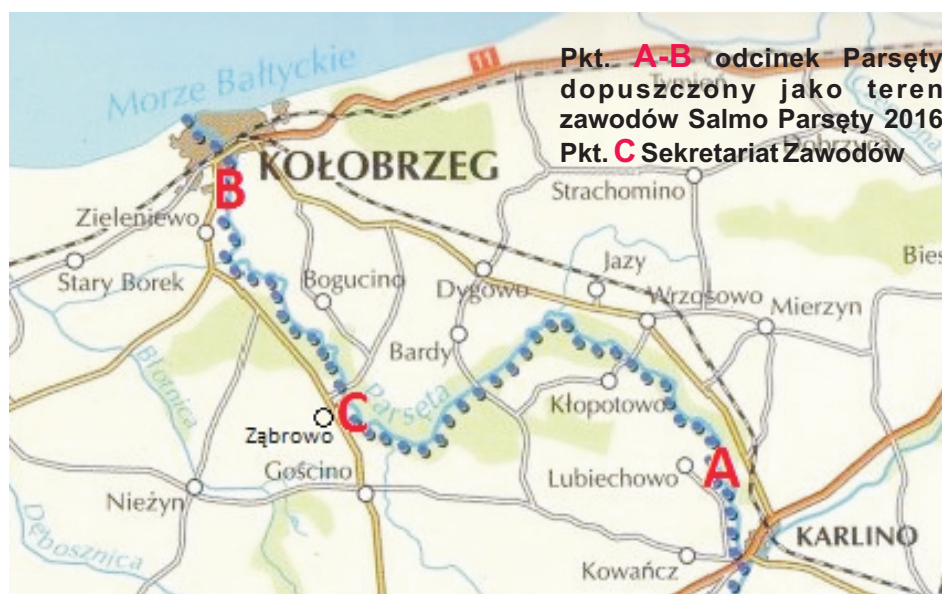 Pkt. A-B odcinek Parsęty
dopuszczony jako teren
zawodów Salmo Parsęty 2016
Pkt. C Sekretariat Zawodów
11
Morze Bałtyckie
Tymień
Dobrzyca
KOŁOBRZEG
Strachomino
B
Zieleniewo
Stary Borek
Bogucino
Dygowo
Jazy
Wrzosowo
Mierzyn
Bies
Błotnica
Bardy
Parsęta
Kłopotowo
C
Ząbrowo
Gościno
Lubiechowo
A
Nieżyn
Dębosznica
KARLINO
Kowańcz